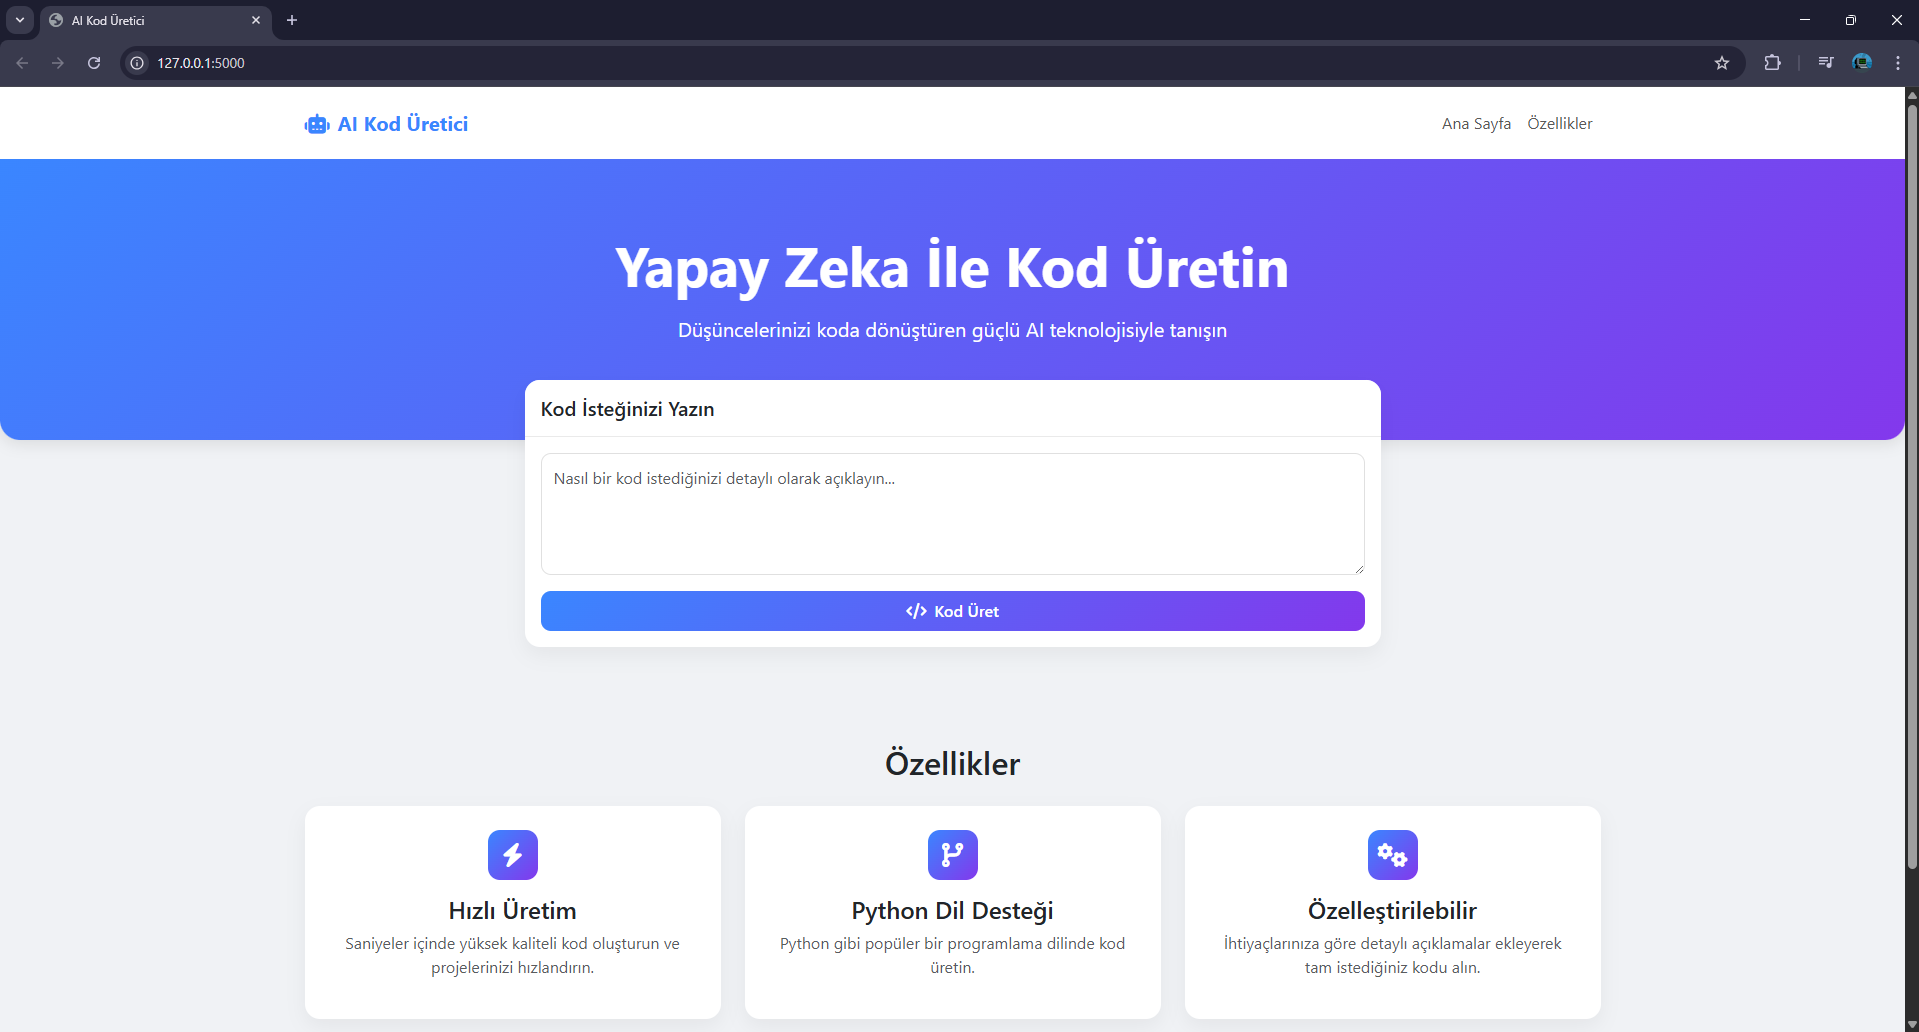 AI Kod Üretici
127.0.0.1:5000
AI Kod Üretici
Ana Sayfa
Özellikler
Yapay Zeka İle Kod Üretin
Düşüncelerinizi koda dönüştüren güçlü AI teknolojisiyle tanışın
Kod İsteğinizi Yazın
Nasıl bir kod istediğinizi detaylı olarak açıklayın...
</> Kod Üret
Özellikler
Hızlı Üretim
Saniyeler içinde yüksek kaliteli kod oluşturun ve
projelerinizi hızlandırın.
Python Dil Desteği
Python gibi popüler bir programlama dilinde kod
üretin.
Özelleştirilebilir
İhtiyaçlarınıza göre detaylı açıklamalar ekleyerek
tam istediğiniz kodu alın.